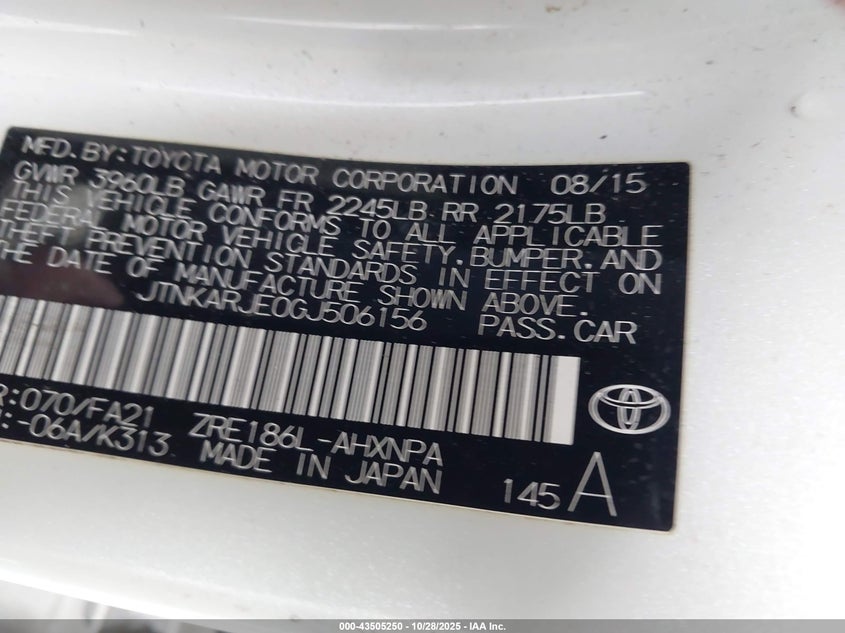 MFD.BY:TOYOTA MOTOR CORPORATION 08/15
GVWR 3960LB GAWR FR 2245LB RR 2175LB
THIS VEHICLE CONFORMS TO ALL APPLICABLE
FEDERAL MOTOR VEHICLE SAFETY,BUMPER,AND
THEFT PREVENTION STANDARDS IN EFFECT ON
THE DATE OF MANUFACTURE SHOWN ABOVE.
JTNKARJE0GJ506156 PASS.CAR
R:070/FA21 ZRE186L-AHXNPA
:-06A/K313 MADE IN JAPAN 145 A
000-43505250 | 10/28/2025 - IAA Inc.